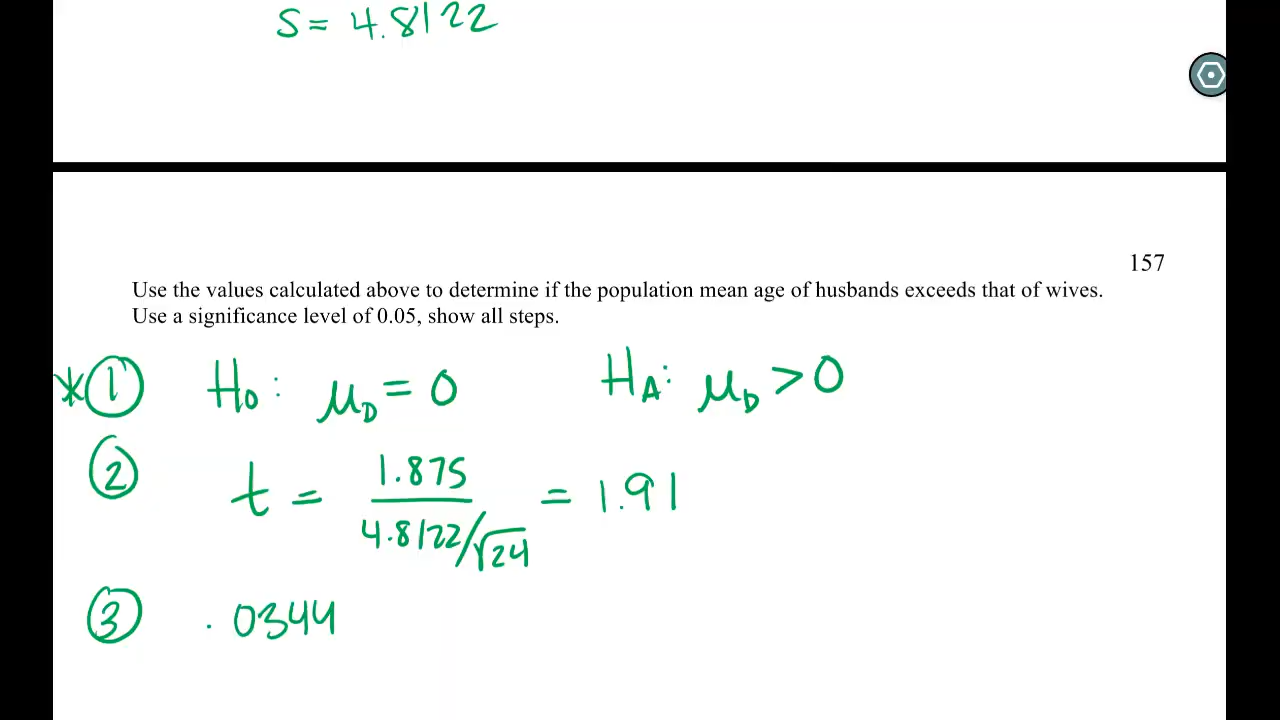 S = 4.8122
157
Use the values calculated above to determine if the population mean age of husbands exceeds that of wives.
Use a significance level of 0.05, show all steps.
*① H₀: μ_D = 0 H_A: μ_D > 0
② t = 1.875 / (4.8122/√24) = 1.91
③ .0344